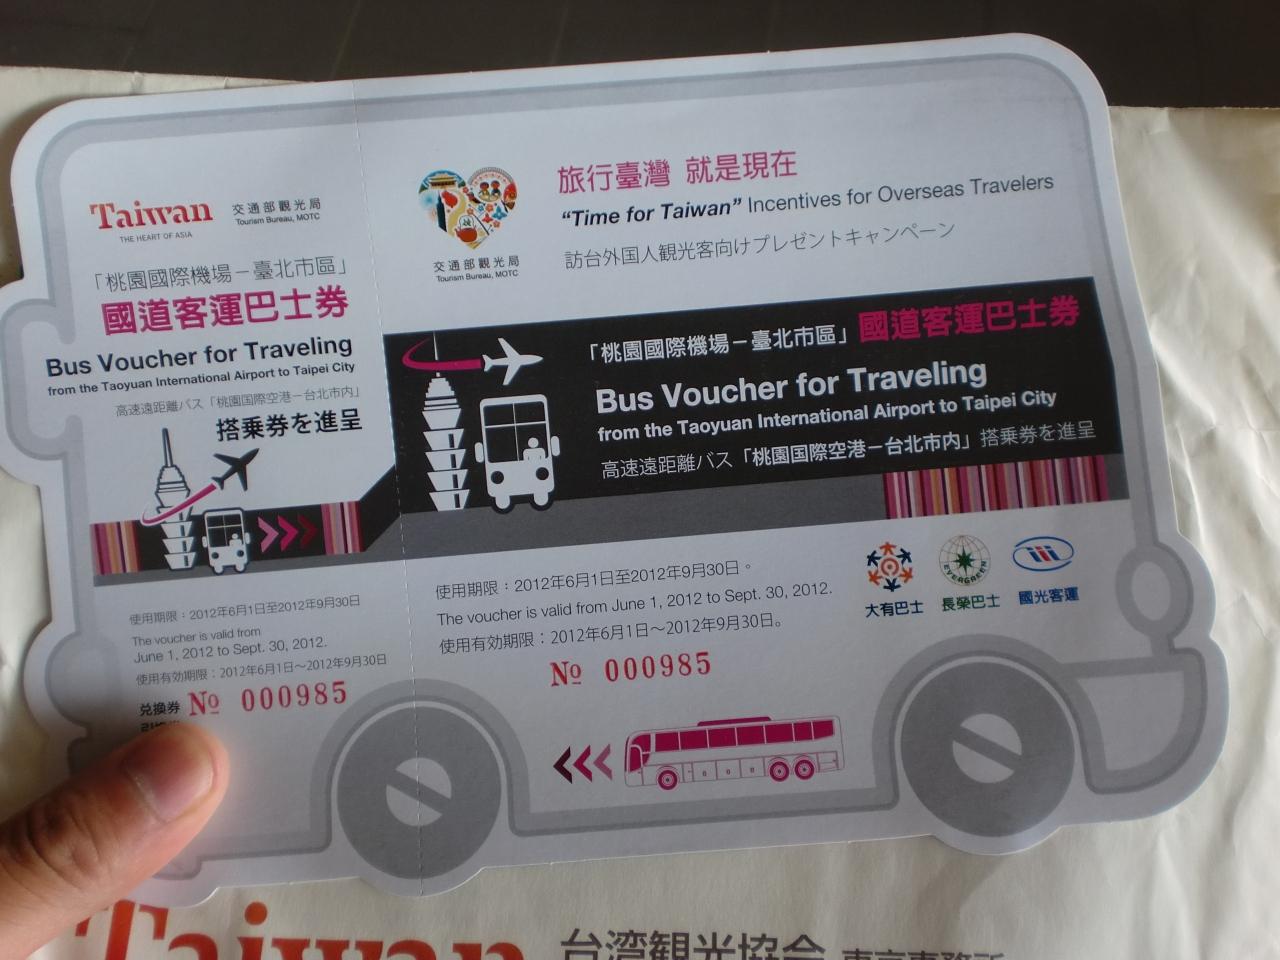 Taiwan
THE HEART OF ASIA
交通部觀光局
Tourism Bureau, MOTC
「桃園國際機場－臺北市區」
國道客運巴士券
Bus Voucher for Traveling
from the Taoyuan International Airport to Taipei City
高速遠距離バス「桃園国際空港－台北市内」
搭乗券を進呈
使用期限：2012年6月1日至2012年9月30日
The voucher is valid from
June 1, 2012 to Sept. 30, 2012.
使用有効期限：2012年6月1日～2012年9月30日
兌換券
引換券
No 000985
交通部觀光局
Tourism Bureau, MOTC
旅行臺灣 就是現在
“Time for Taiwan” Incentives for Overseas Travelers
訪台外国人観光客向けプレゼントキャンペーン
「桃園國際機場－臺北市區」國道客運巴士券
Bus Voucher for Traveling
from the Taoyuan International Airport to Taipei City
高速遠距離バス「桃園国際空港－台北市内」搭乗券を進呈
使用期限：2012年6月1日至2012年9月30日。
The voucher is valid from June 1, 2012 to Sept. 30, 2012.
使用有効期限：2012年6月1日～2012年9月30日。
No 000985
EVERGREEN
大有巴士
長榮巴士
國光客運
Taiwan
台湾観光協会 東京事務所